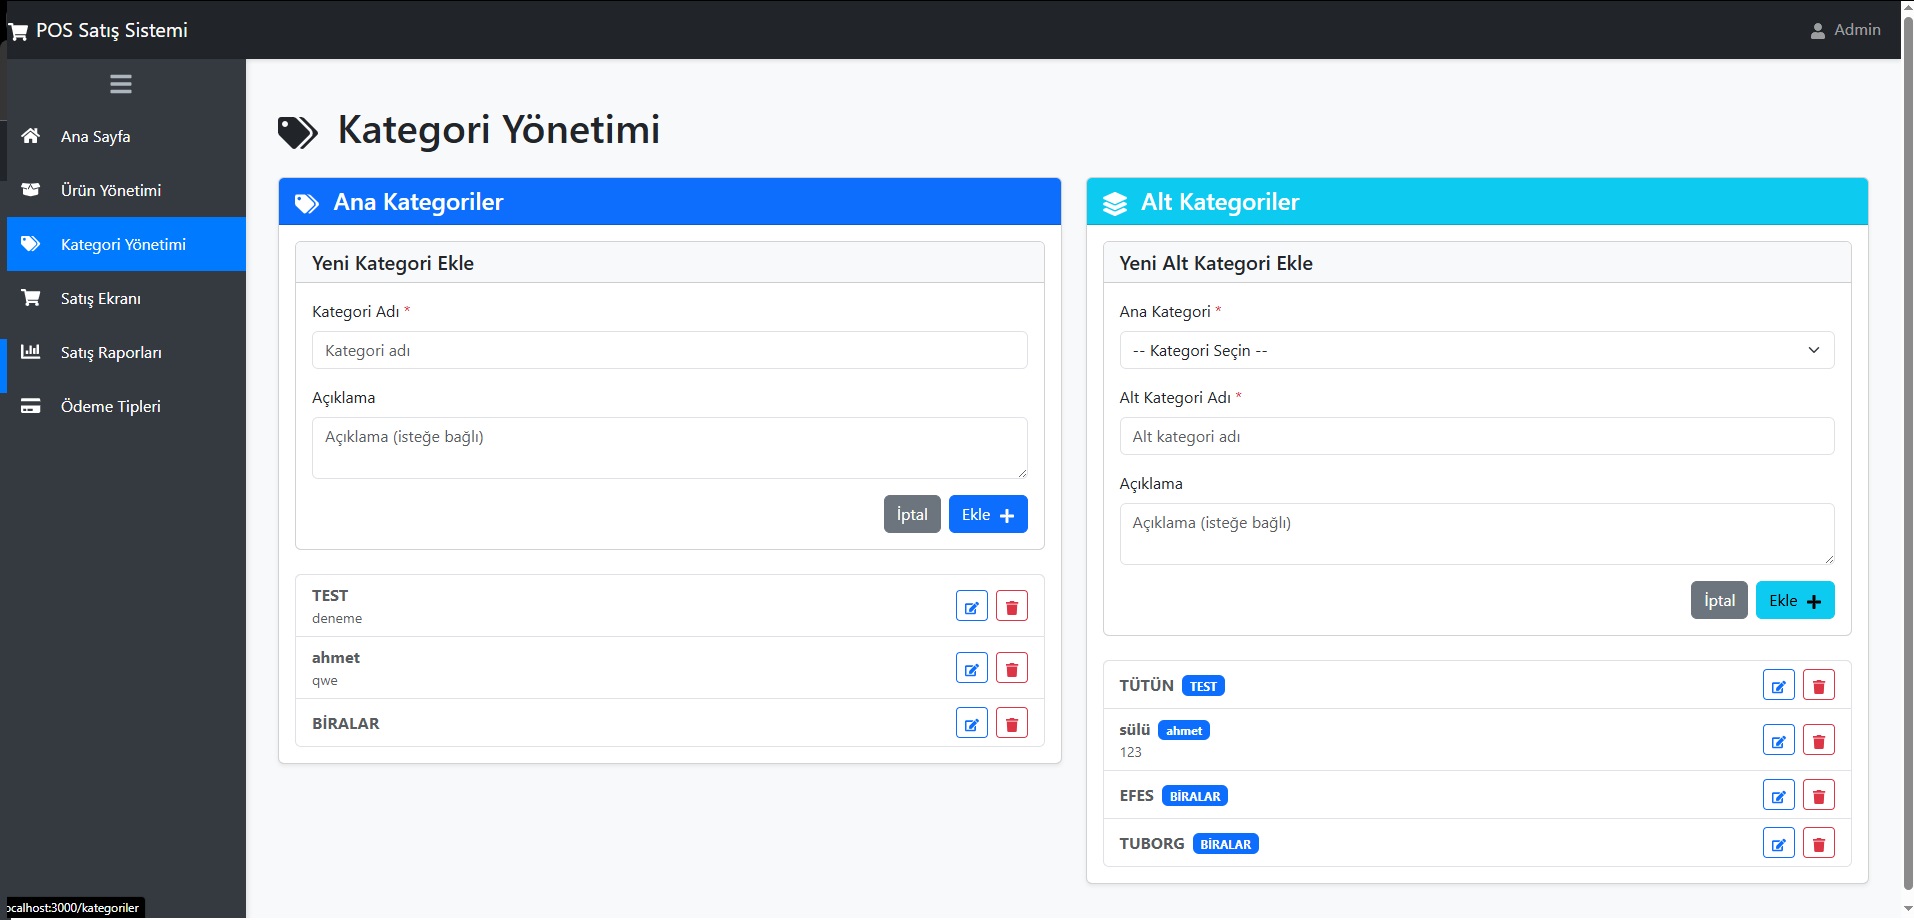 POS Satış Sistemi
Admin
Ana Sayfa
Ürün Yönetimi
Kategori Yönetimi
Satış Ekranı
Satış Raporları
Ödeme Tipleri
Kategori Yönetimi
Ana Kategoriler
Yeni Kategori Ekle
Kategori Adı *
Kategori adı
Açıklama
Açıklama (isteğe bağlı)
İptal
Ekle
TEST
deneme
ahmet
qwe
BİRALAR
Alt Kategoriler
Yeni Alt Kategori Ekle
Ana Kategori *
-- Kategori Seçin --
Alt Kategori Adı *
Alt kategori adı
Açıklama
Açıklama (isteğe bağlı)
İptal
Ekle
TÜTÜN TEST
sülü ahmet
123
EFES BİRALAR
TUBORG BİRALAR
ocalhost:3000/kategoriler